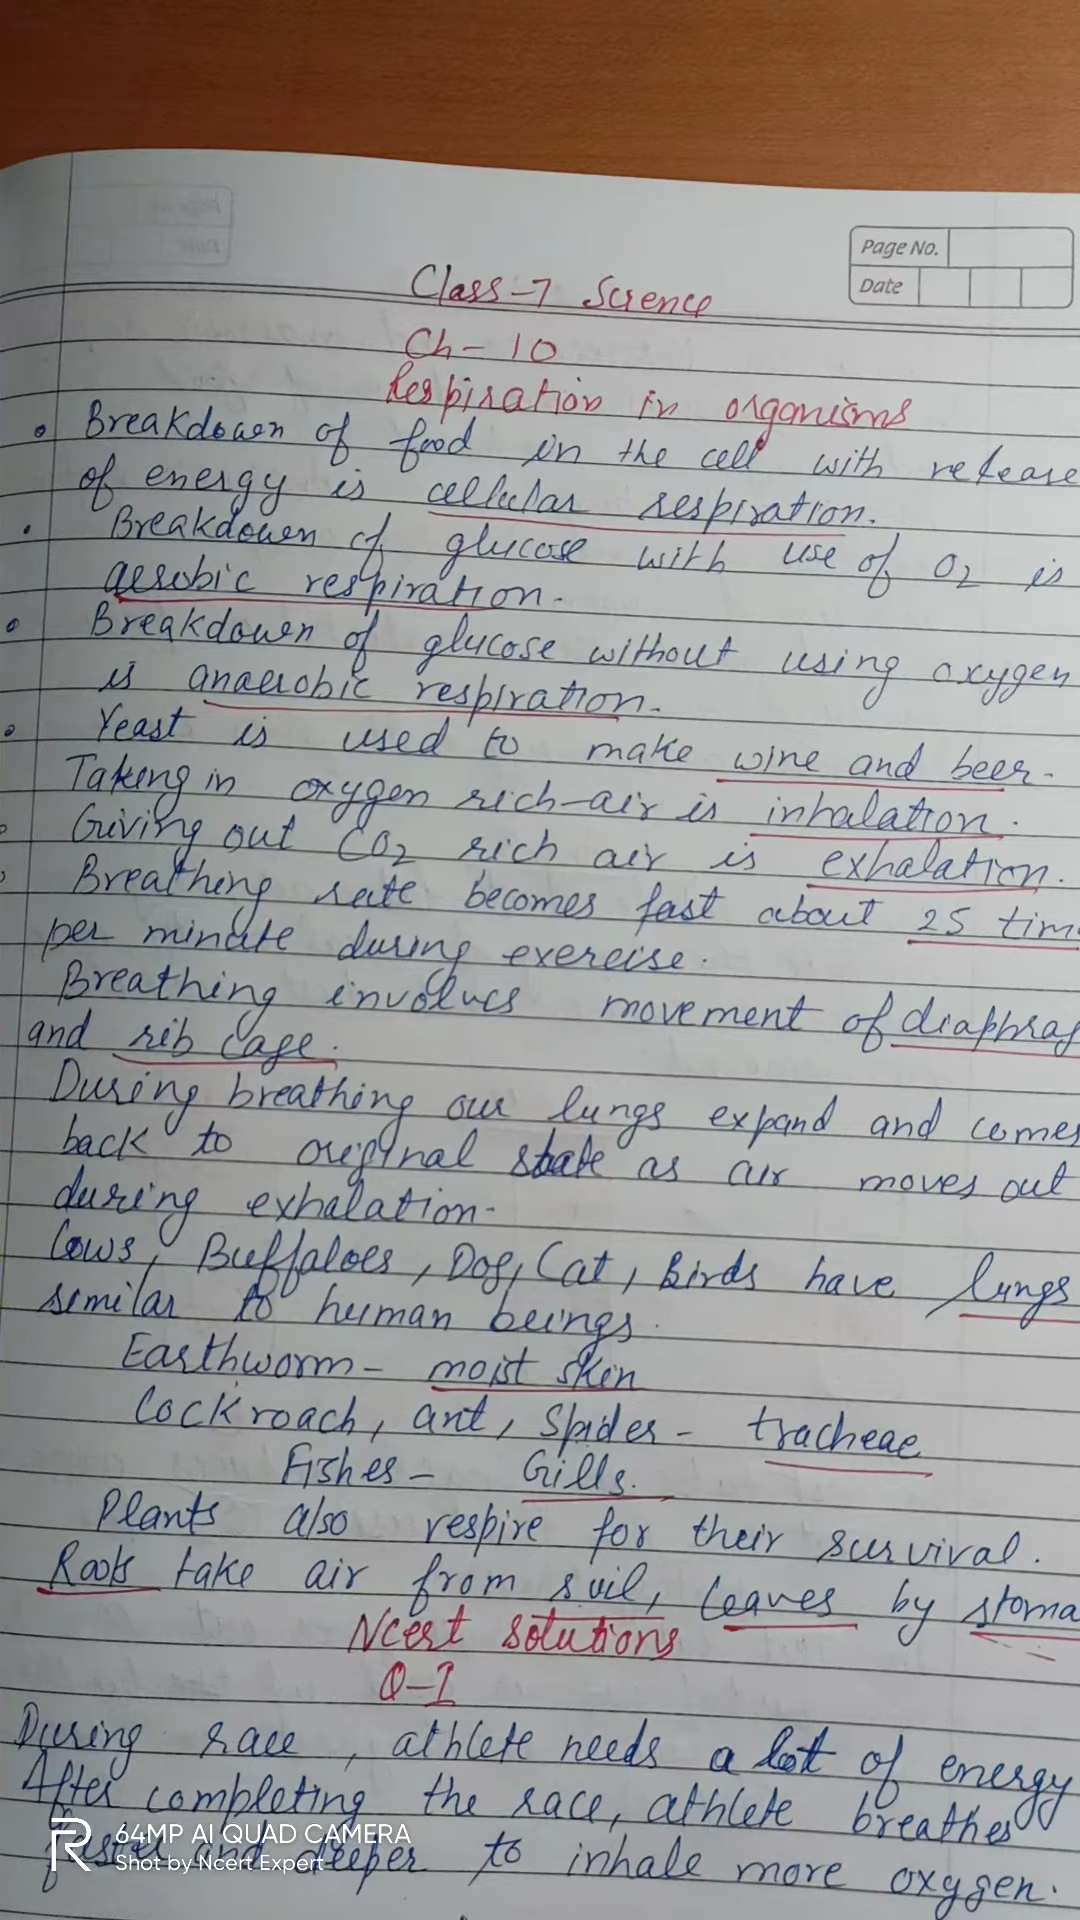 Page No.
Date
Class-7 Science
Ch-10
Respiration in organisms
Breakdown of food in the cell with release
of energy is cellular respiration.
Breakdown of glucose with use of O2 is
aerobic respiration.
Breakdown of glucose without using oxygen
is anaerobic respiration.
Yeast is used to make wine and beer.
Taking in oxygen rich-air is inhalation.
Giving out CO2 rich air is exhalation.
Breathing rate becomes fast about 25 tim
per minute during exercise.
Breathing involves movement of diaphrag
and rib cage.
During breathing our lungs expand and comes
back to original state as air moves out
during exhalation.
Cows, Buffaloes, Dog, Cat, Birds have lungs
similar to human beings.
Earthworm - moist skin
Cockroach, ant, Spider - tracheae
Fishes - Gills.
Plants also respire for their survival.
Roots take air from soil, leaves by stoma
Ncert solutions
Q-1
During race, athlete needs a lot of energy
After completing the race, athlete breathes
faster and deeper to inhale more oxygen.
64MP AI QUAD CAMERA
Shot by Ncert Expert